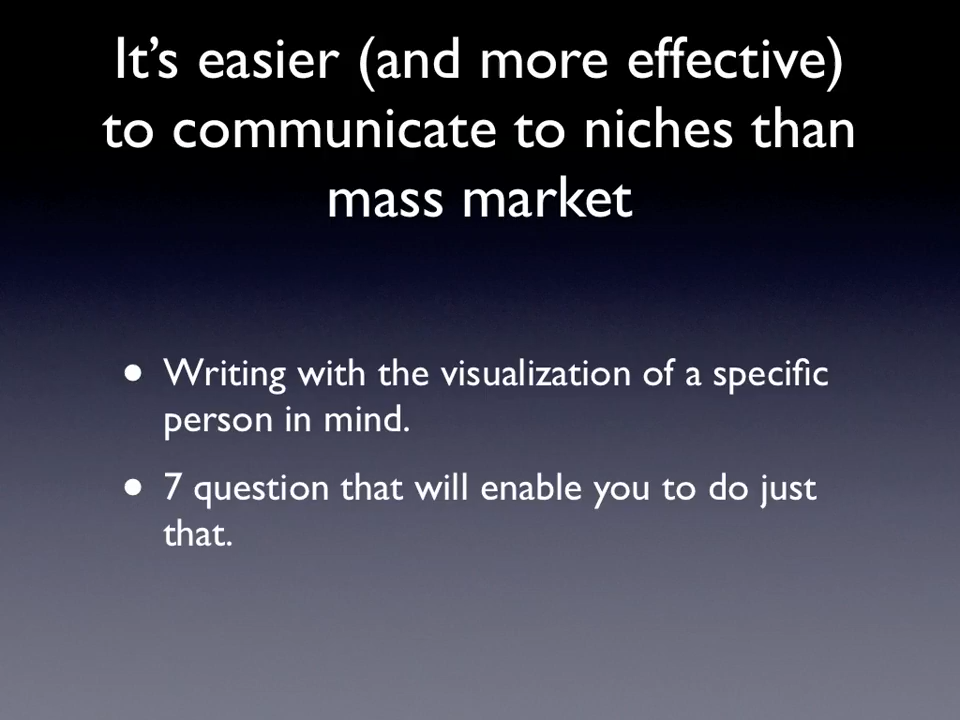 It’s easier (and more effective)
to communicate to niches than
mass market
• Writing with the visualization of a specific
person in mind.
• 7 question that will enable you to do just
that.